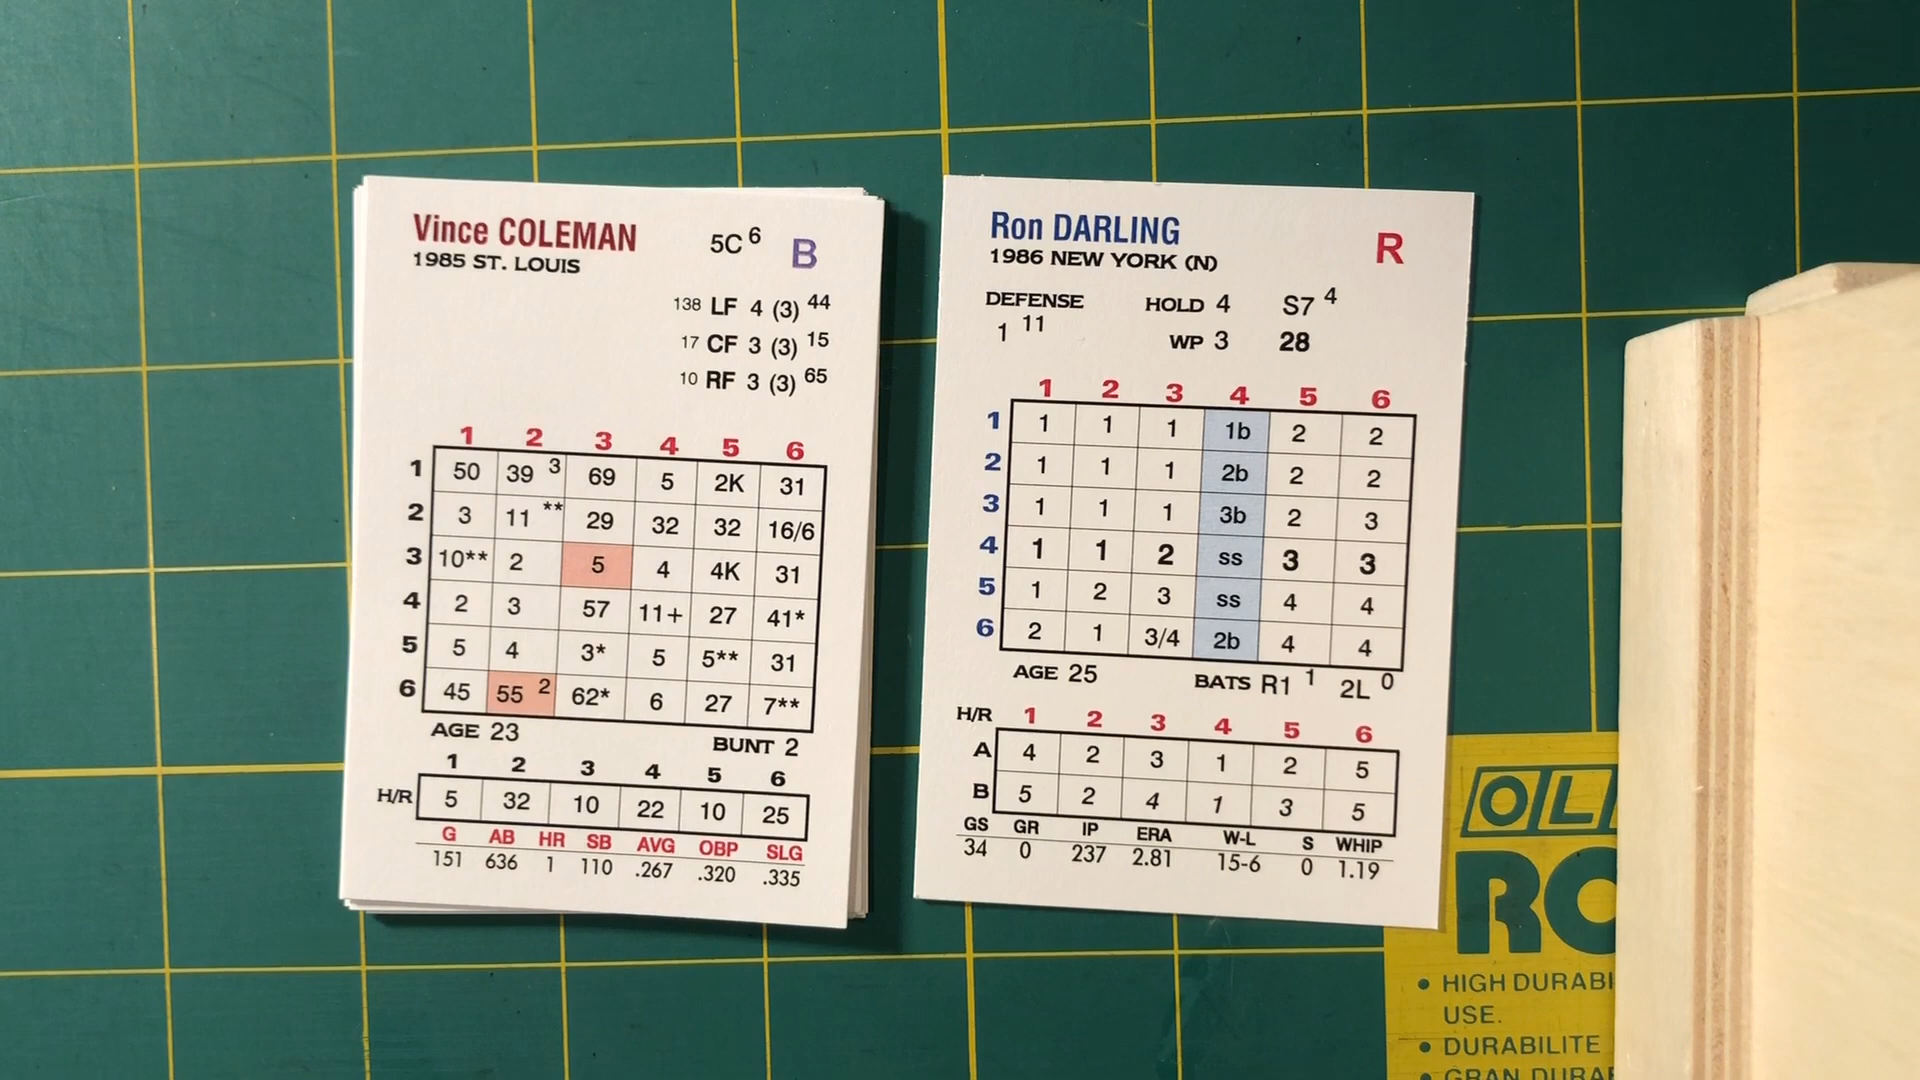 Vince COLEMAN 5C 6 B
1985 ST. LOUIS
138 LF 4 (3) 44
17 CF 3 (3) 15
10 RF 3 (3) 65
1 2 3 4 5 6
1 50 39 3 69 5 2K 31
2 3 11 ** 29 32 32 16/6
3 10** 2 5 4 4K 31
4 2 3 57 11+ 27 41*
5 5 4 3* 5 5** 31
6 45 55 2 62* 6 27 7**
AGE 23 BUNT 2
1 2 3 4 5 6
H/R 5 32 10 22 10 25
G AB HR SB AVG OBP SLG
151 636 1 110 .267 .320 .335
Ron DARLING R
1986 NEW YORK (N)
DEFENSE HOLD 4 S7 4
1 11 WP 3 28
1 2 3 4 5 6
1 1 1 1 1b 2 2
2 1 1 1 2b 2 2
3 1 1 1 3b 2 3
4 1 1 2 ss 3 3
5 1 2 3 ss 4 4
6 2 1 3/4 2b 4 4
AGE 25 BATS R1 1 2L 0
H/R 1 2 3 4 5 6
A 4 2 3 1 2 5
B 5 2 4 1 3 5
GS GR IP ERA W-L S WHIP
34 0 237 2.81 15-6 0 1.19
OL
RO
• HIGH DURABI
USE.
• DURABILITE
• GRAN DURA